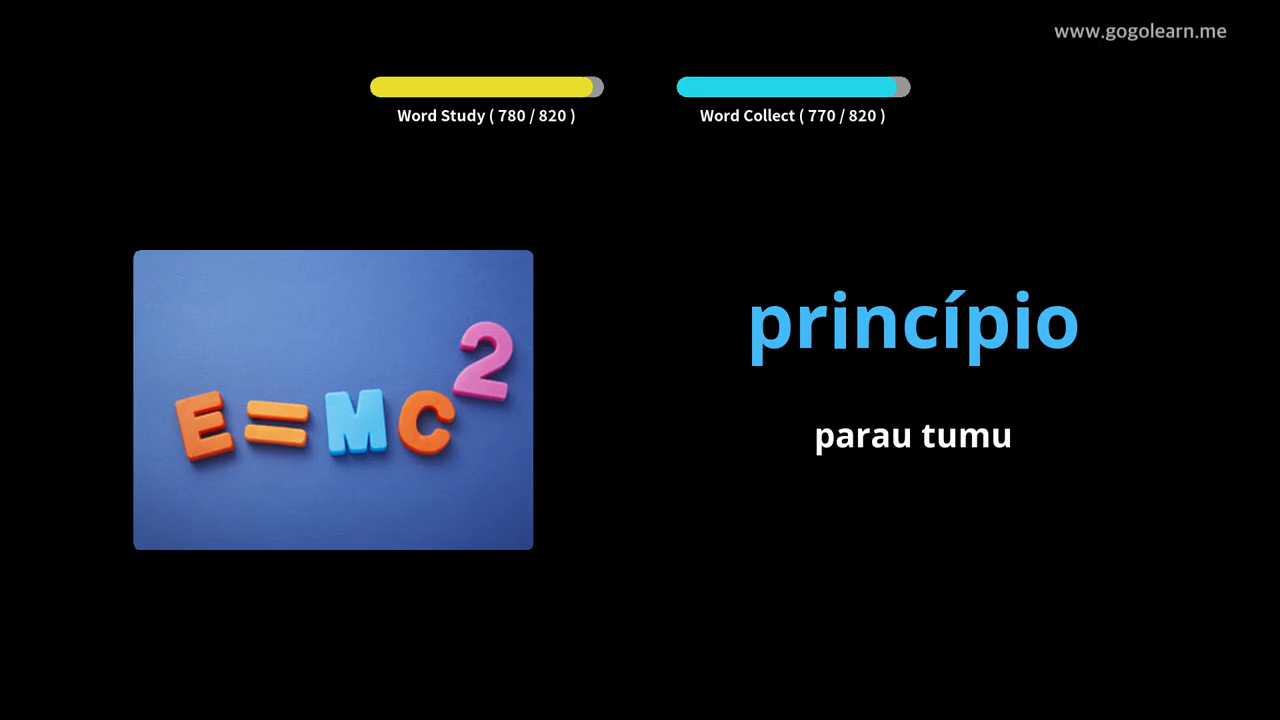 www.gogolearn.me
Word Study ( 780 / 820 )
Word Collect ( 770 / 820 )
E=MC2
princípio
parau tumu